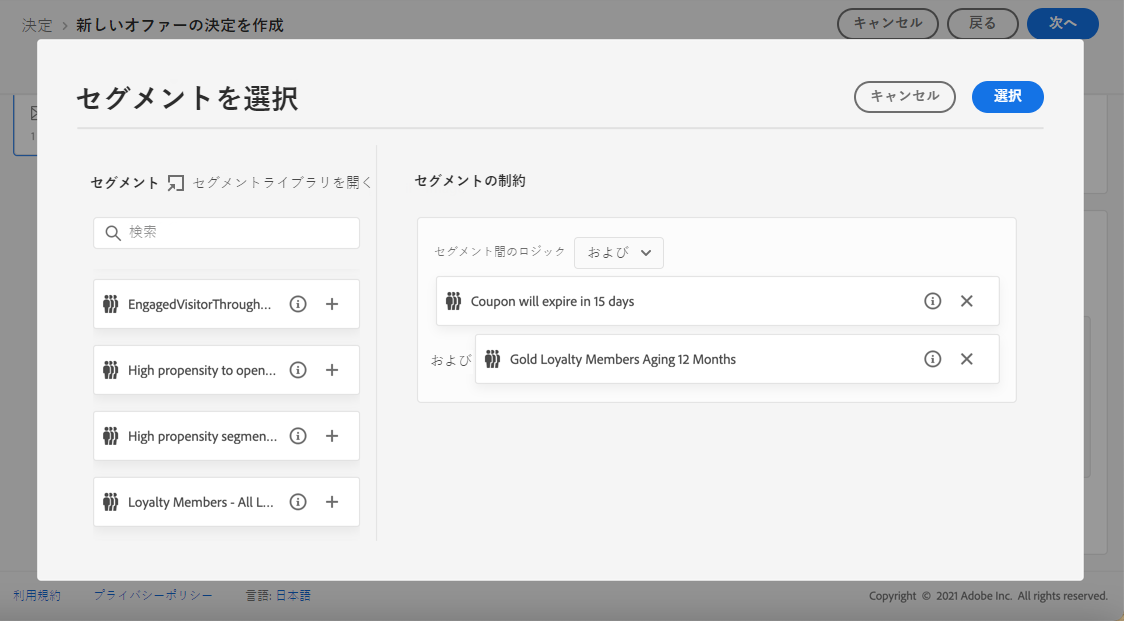 決定 > 新しいオファーの決定を作成
キャンセル
戻る
次へ
セグメントを選択
キャンセル
選択
セグメント
セグメントライブラリを開く
検索
EngagedVisitorThrough...
High propensity to open...
High propensity segmen...
Loyalty Members - All L...
セグメントの制約
セグメント間のロジック
および
Coupon will expire in 15 days
および
Gold Loyalty Members Aging 12 Months
1
利用規約
プライバシーポリシー
言語: 日本語
Copyright © 2021 Adobe Inc. All rights reserved.